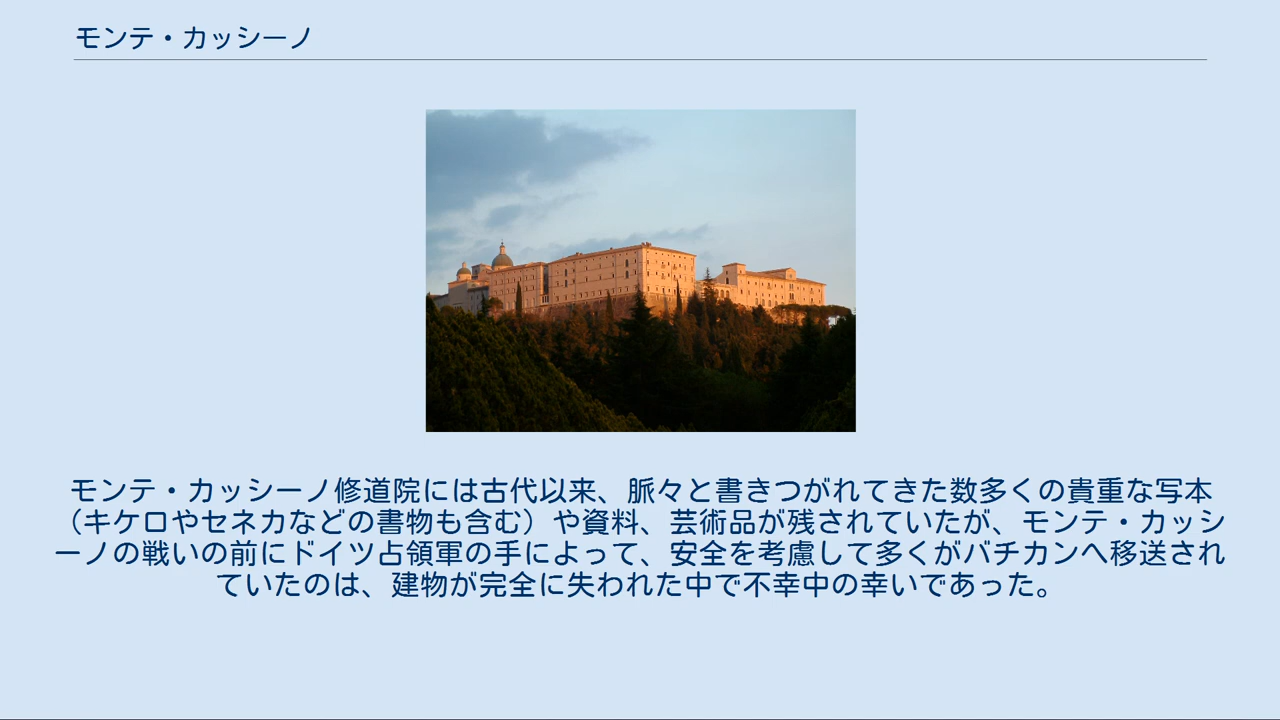 モンテ・カッシーノ
モンテ・カッシーノ修道院には古代以来、脈々と書きつがれてきた数多くの貴重な写本
（キケロやセネカなどの書物も含む）や資料、芸術品が残されていたが、モンテ・カッシ
ーノの戦いの前にドイツ占領軍の手によって、安全を考慮して多くがバチカンへ移送され
ていたのは、建物が完全に失われた中で不幸中の幸いであった。